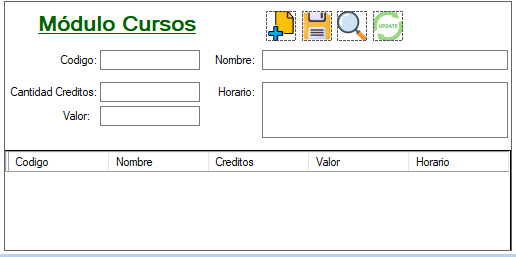 Módulo Cursos
UPDATE
Codigo:
Nombre:
Cantidad Creditos:
Horario:
Valor:
Codigo Nombre Creditos Valor Horario